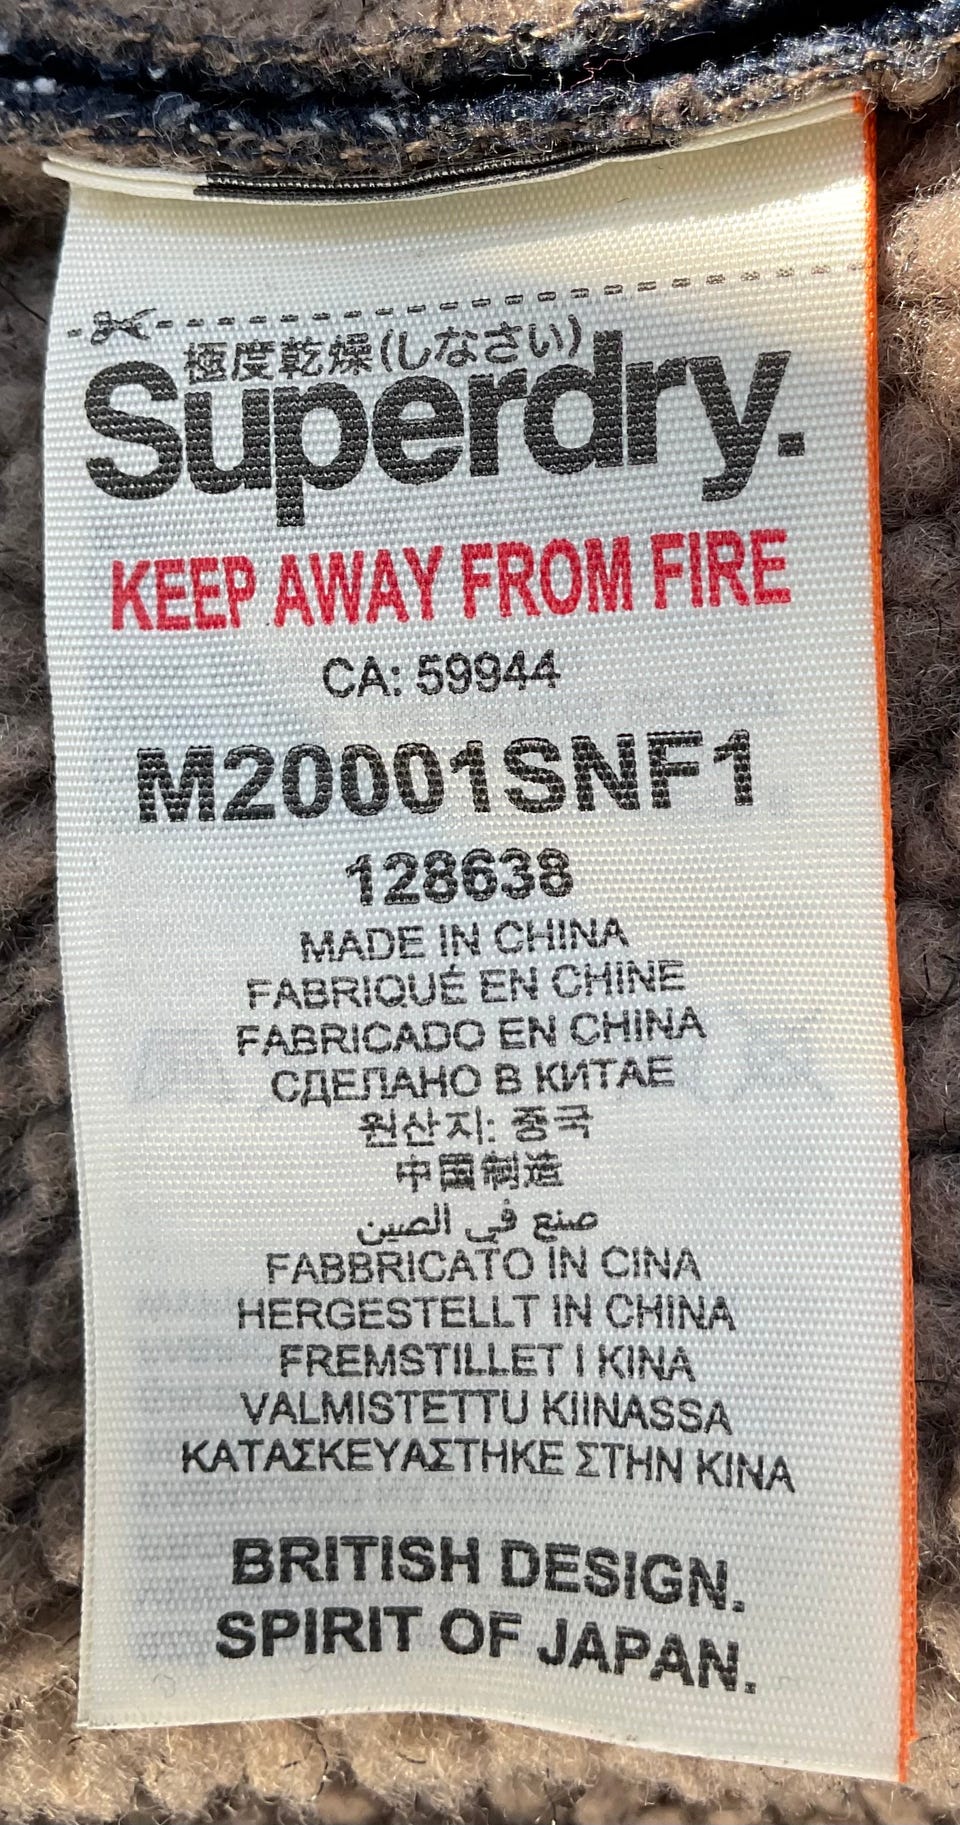 極度乾燥(しなさい)
Superdry.
KEEP AWAY FROM FIRE
CA: 59944
M20001SNF1
128638
MADE IN CHINA
FABRIQUÉ EN CHINE
FABRICADO EN CHINA
СДЕЛАНО В КИТАЕ
원산지: 중국
中国制造
صنع في الصين
FABBRICATO IN CINA
HERGESTELLT IN CHINA
FREMSTILLET I KINA
VALMISTETTU KIINASSA
ΚΑΤΑΣΚΕΥΑΣΤΗΚΕ ΣΤΗΝ ΚΙΝΑ
BRITISH DESIGN.
SPIRIT OF JAPAN.